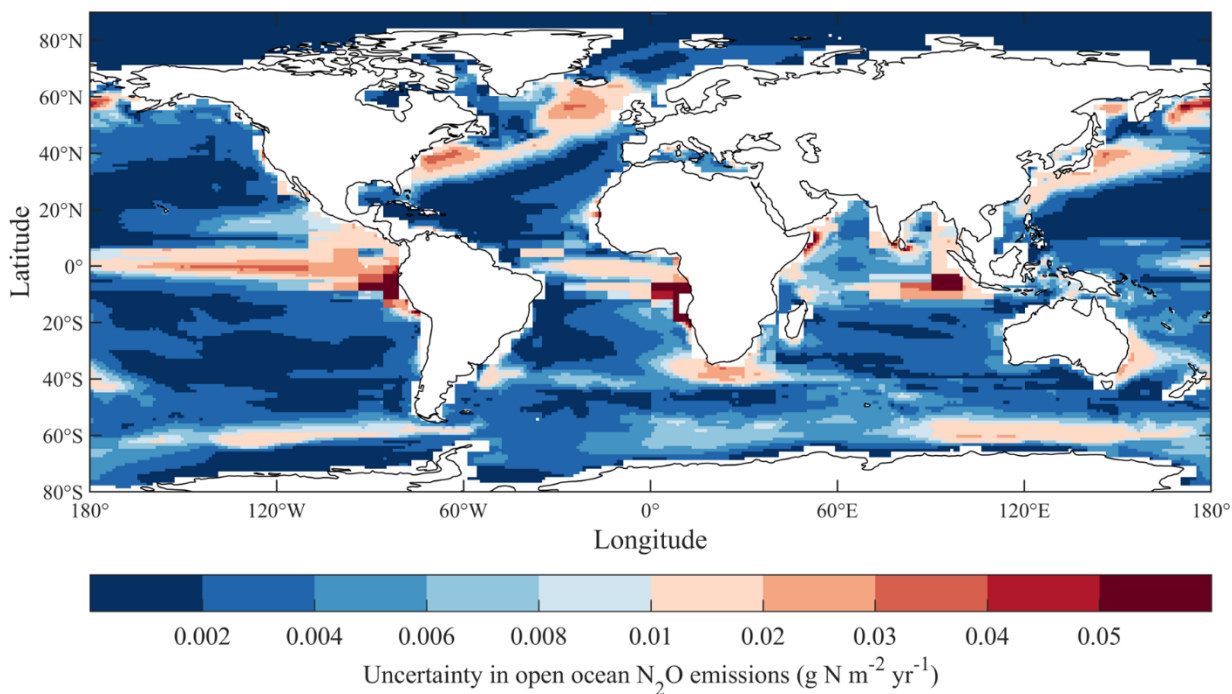 80°N
60°N
40°N
20°N
0°
20°S
40°S
60°S
80°S
Latitude
180° 120°W 60°W 0° 60°E 120°E 180°
Longitude
0.002 0.004 0.006 0.008 0.01 0.02 0.03 0.04 0.05
Uncertainty in open ocean N₂O emissions (g N m⁻² yr⁻¹)